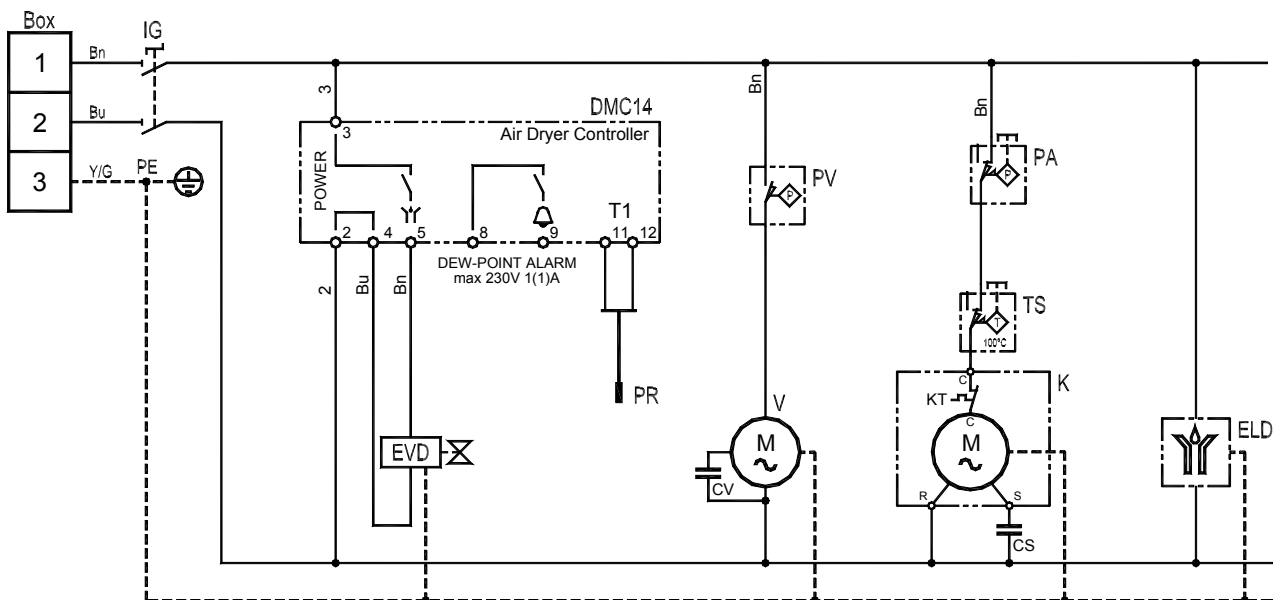 Box
IG
1
Bn
2
Bu
3
Y/G
PE
3
DMC14
3
Air Dryer Controller
POWER
T1
2
4
5
8
9
11
12
DEW-POINT ALARM
max 230V 1(1)A
2
Bu
Bn
EVD
PR
Bn
P
PV
V
M
CV
Bn
P
PA
T
TS
100°C
C
K
KT
C
M
R
S
CS
ELD